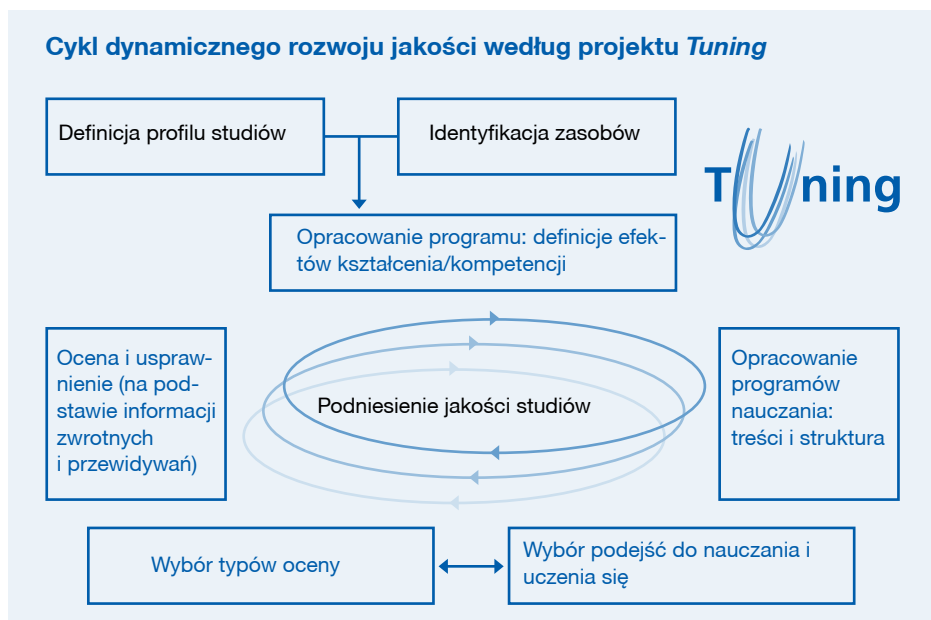 Cykl dynamicznego rozwoju jakości według projektu Tuning
Definicja profilu studiów
Identyfikacja zasobów
Tuning
Opracowanie programu: definicje efek-
tów kształcenia/kompetencji
Ocena i uspraw-
nienie (na pod-
stawie informacji
zwrotnych
i przewidywań)
Podniesienie jakości studiów
Opracowanie
programów
nauczania:
treści i struktura
Wybór typów oceny
Wybór podejść do nauczania i
uczenia się